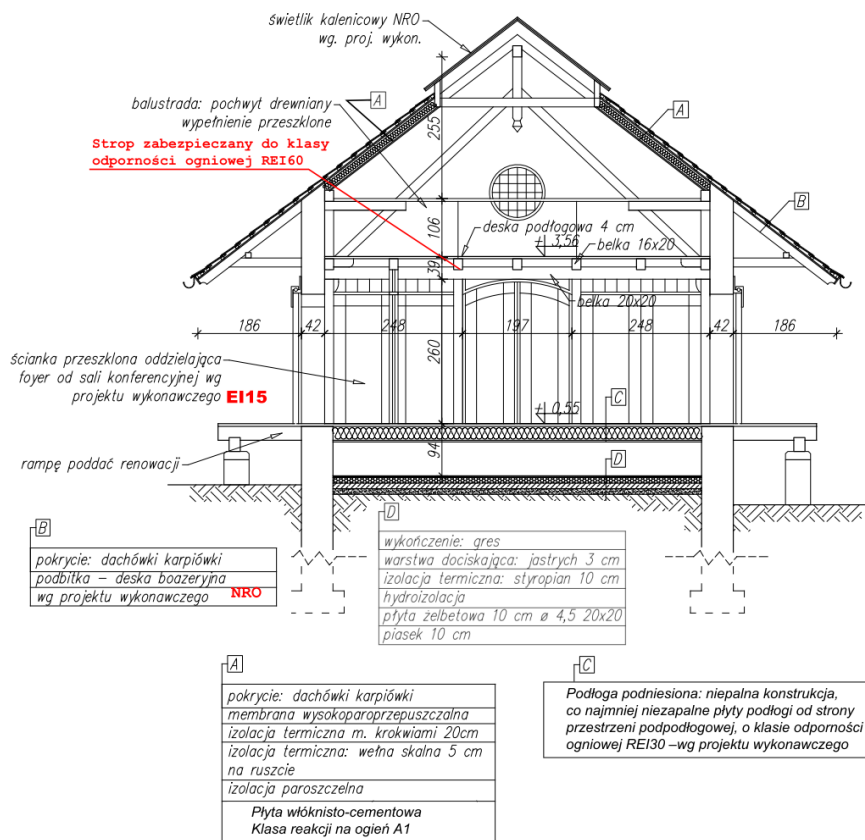 świetlik kalenicowy NRO
wg. proj. wykon.
A
balustrada: pochwyt drewniany
wypełnienie przeszklone
A
255
Strop zabezpieczany do klasy
odporności ogniowej REI60
B
106
deska podłogowa 4 cm
+ 3,56
belka 16x20
39
belka 20x20
186
42
248
197
248
42
186
ścianka przeszklona oddzielająca
foyer od sali konferencyjnej wg
projektu wykonawczego EI15
260
+ 0,55
C
rampę poddać renowacji
94
D
B
pokrycie: dachówki karpiówki
podbitka – deska boazeryjna
wg projektu wykonawczego NRO
D
wykończenie: gres
warstwa dociskająca: jastrych 3 cm
izolacja termiczna: styropian 10 cm
hydroizolacja
płyta żelbetowa 10 cm ø 4,5 20x20
piasek 10 cm
A
pokrycie: dachówki karpiówki
membrana wysokoparoprzepuszczalna
izolacja termiczna m. krokwiami 20cm
izolacja termiczna: wełna skalna 5 cm
na ruszcie
izolacja paroszczelna
Płyta włóknisto-cementowa
Klasa reakcji na ogień A1
C
Podłoga podniesiona: niepalna konstrukcja,
co najmniej niezapalne płyty podłogi od strony
przestrzeni podpodłogowej, o klasie odporności
ogniowej REI30 –wg projektu wykonawczego